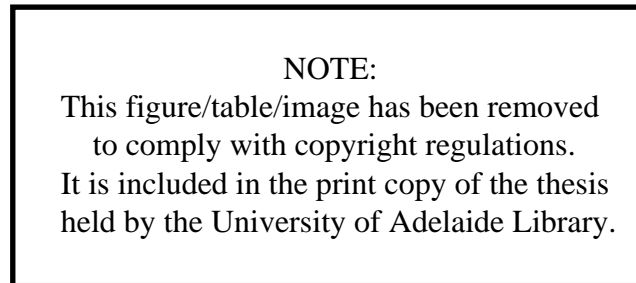 NOTE:
This figure/table/image has been removed
to comply with copyright regulations.
It is included in the print copy of the thesis
held by the University of Adelaide Library.